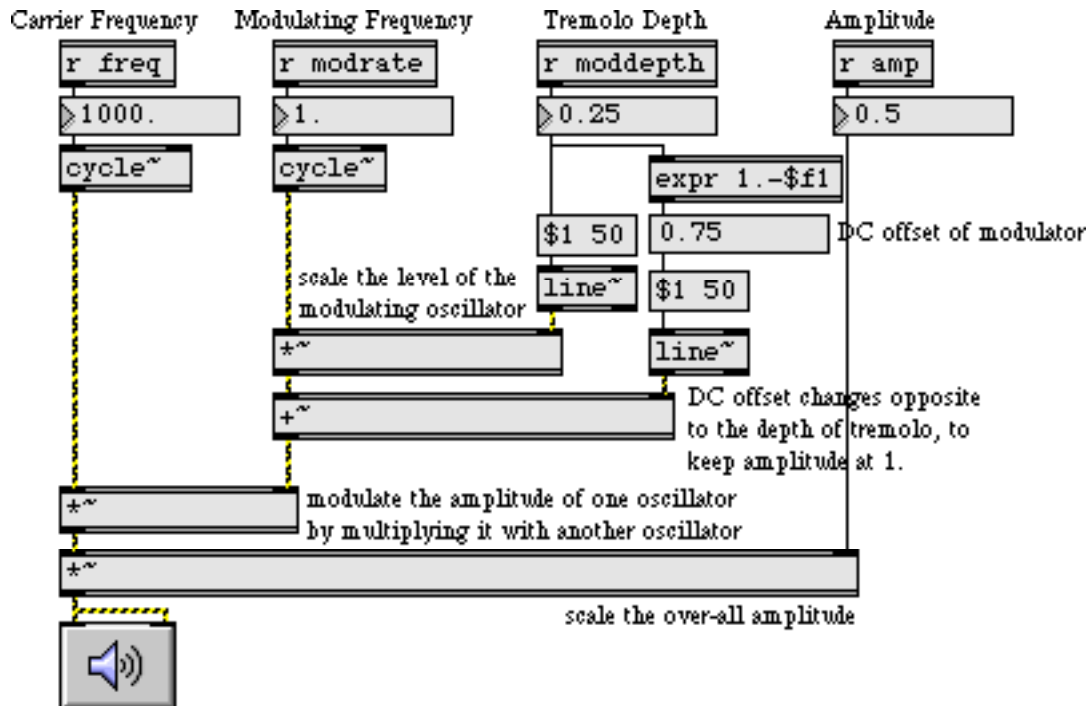 Carrier Frequency Modulating Frequency Tremolo Depth Amplitude
r freq r modrate r moddepth r amp
1000. 1. 0.25 0.5
cycle~ cycle~
expr 1.-$f1
$1 50 0.75 DC offset of modulator
scale the level of the
modulating oscillator
line~ $1 50
*~ line~
+~
DC offset changes opposite
to the depth of tremolo, to
keep amplitude at 1.
*~
modulate the amplitude of one oscillator
by multiplying it with another oscillator
*~
scale the over-all amplitude